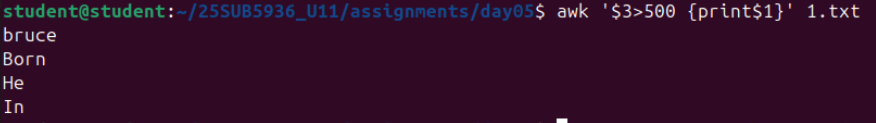 student@student:~/25SUB5936_U11/assignments/day05$ awk '$3>500 {print$1}' 1.txt
bruce
Born
He
In